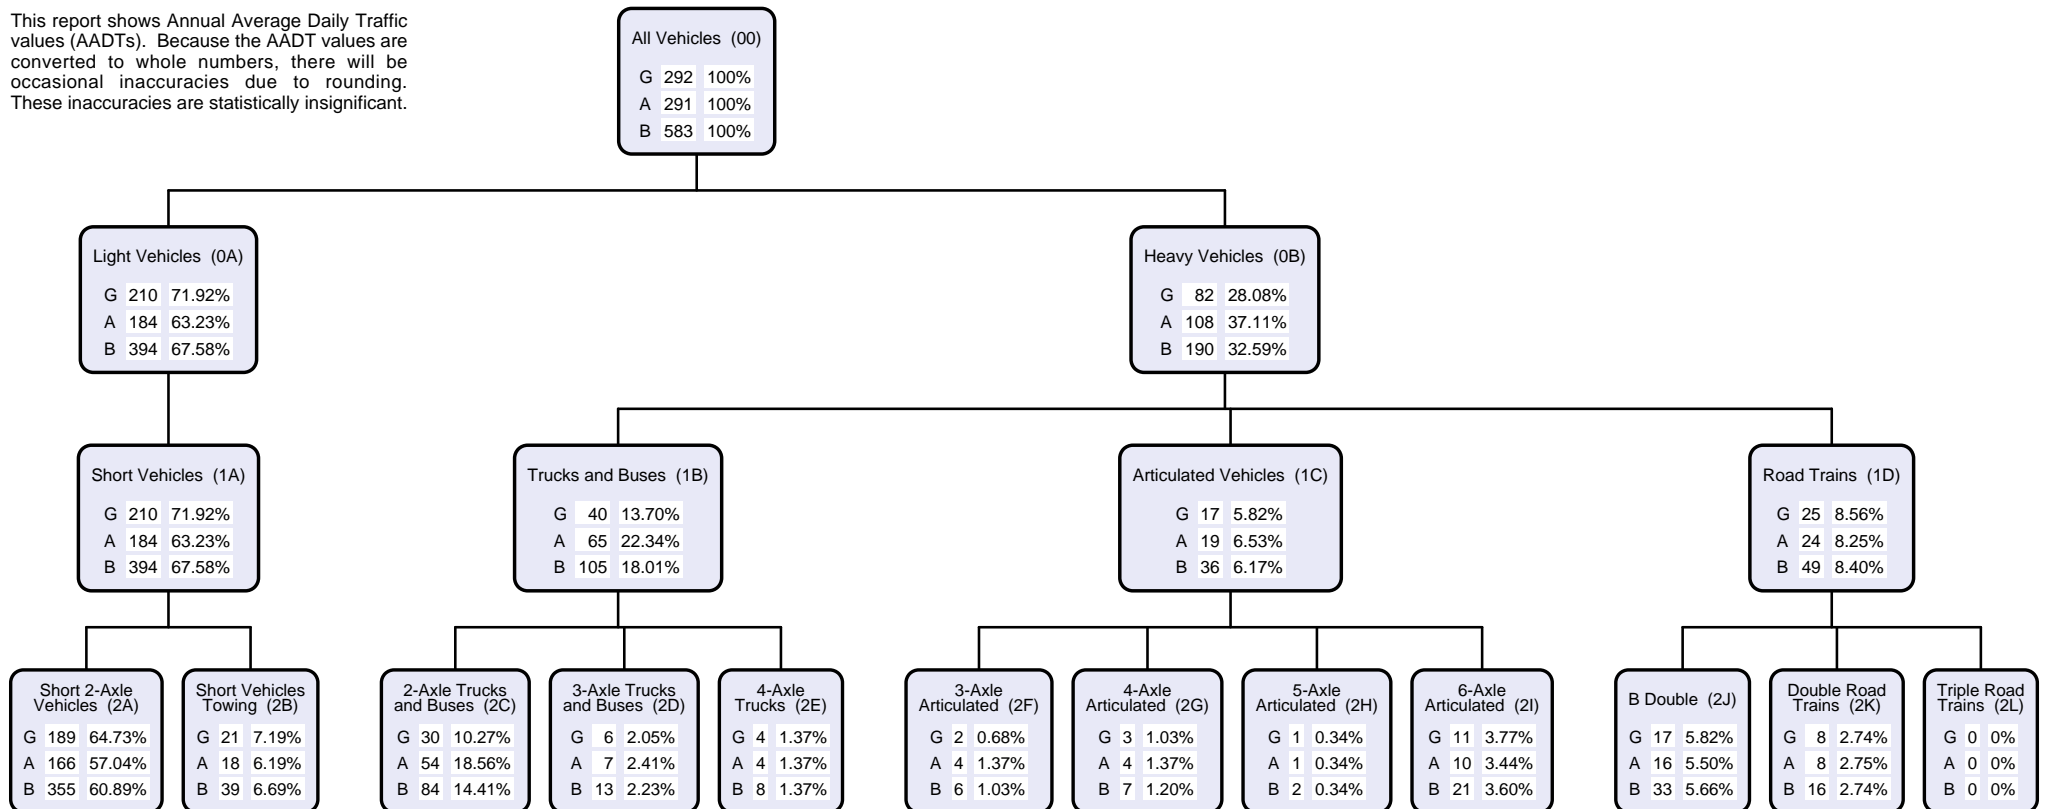 This report shows Annual Average Daily Traffic
values (AADTs). Because the AADT values are
converted to whole numbers, there will be
occasional inaccuracies due to rounding.
These inaccuracies are statistically insignificant.
All Vehicles (00)
G 292 100%
A 291 100%
B 583 100%
Light Vehicles (0A)
G 210 71.92%
A 184 63.23%
B 394 67.58%
Heavy Vehicles (0B)
G 82 28.08%
A 108 37.11%
B 190 32.59%
Short Vehicles (1A)
G 210 71.92%
A 184 63.23%
B 394 67.58%
Trucks and Buses (1B)
G 40 13.70%
A 65 22.34%
B 105 18.01%
Articulated Vehicles (1C)
G 17 5.82%
A 19 6.53%
B 36 6.17%
Road Trains (1D)
G 25 8.56%
A 24 8.25%
B 49 8.40%
Short 2-Axle
Vehicles (2A)
G 189 64.73%
A 166 57.04%
B 355 60.89%
Short Vehicles
Towing (2B)
G 21 7.19%
A 18 6.19%
B 39 6.69%
2-Axle Trucks
and Buses (2C)
G 30 10.27%
A 54 18.56%
B 84 14.41%
3-Axle Trucks
and Buses (2D)
G 6 2.05%
A 7 2.41%
B 13 2.23%
4-Axle
Trucks (2E)
G 4 1.37%
A 4 1.37%
B 8 1.37%
3-Axle
Articulated (2F)
G 2 0.68%
A 4 1.37%
B 6 1.03%
4-Axle
Articulated (2G)
G 3 1.03%
A 4 1.37%
B 7 1.20%
5-Axle
Articulated (2H)
G 1 0.34%
A 1 0.34%
B 2 0.34%
6-Axle
Articulated (2I)
G 11 3.77%
A 10 3.44%
B 21 3.60%
B Double (2J)
G 17 5.82%
A 16 5.50%
B 33 5.66%
Double Road
Trains (2K)
G 8 2.74%
A 8 2.75%
B 16 2.74%
Triple Road
Trains (2L)
G 0 0%
A 0 0%
B 0 0%